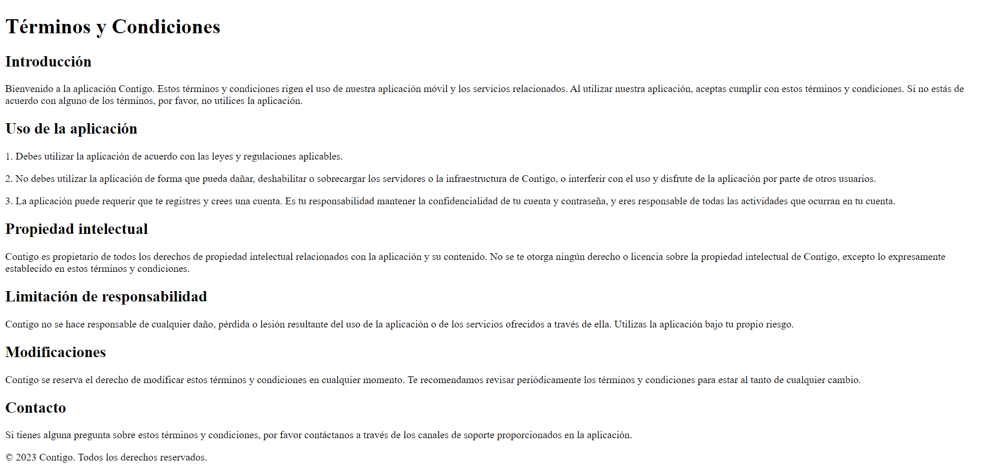 Términos y Condiciones
Introducción
Bienvenido a la aplicación Contigo. Estos términos y condiciones rigen el uso de nuestra aplicación móvil y los servicios relacionados. Al utilizar nuestra aplicación, aceptas cumplir con estos términos y condiciones. Si no estás de
acuerdo con alguno de los términos, por favor, no utilices la aplicación.
Uso de la aplicación
1. Debes utilizar la aplicación de acuerdo con las leyes y regulaciones aplicables.
2. No debes utilizar la aplicación de forma que pueda dañar, deshabilitar o sobrecargar los servidores o la infraestructura de Contigo, o interferir con el uso y disfrute de la aplicación por parte de otros usuarios.
3. La aplicación puede requerir que te registres y crees una cuenta. Es tu responsabilidad mantener la confidencialidad de tu cuenta y contraseña, y eres responsable de todas las actividades que ocurran en tu cuenta.
Propiedad intelectual
Contigo es propietario de todos los derechos de propiedad intelectual relacionados con la aplicación y su contenido. No se te otorga ningún derecho o licencia sobre la propiedad intelectual de Contigo, excepto lo expresamente
establecido en estos términos y condiciones.
Limitación de responsabilidad
Contigo no se hace responsable de cualquier daño, pérdida o lesión resultante del uso de la aplicación o de los servicios ofrecidos a través de ella. Utilizas la aplicación bajo tu propio riesgo.
Modificaciones
Contigo se reserva el derecho de modificar estos términos y condiciones en cualquier momento. Te recomendamos revisar periódicamente los términos y condiciones para estar al tanto de cualquier cambio.
Contacto
Si tienes alguna pregunta sobre estos términos y condiciones, por favor contáctanos a través de los canales de soporte proporcionados en la aplicación.
© 2023 Contigo. Todos los derechos reservados.